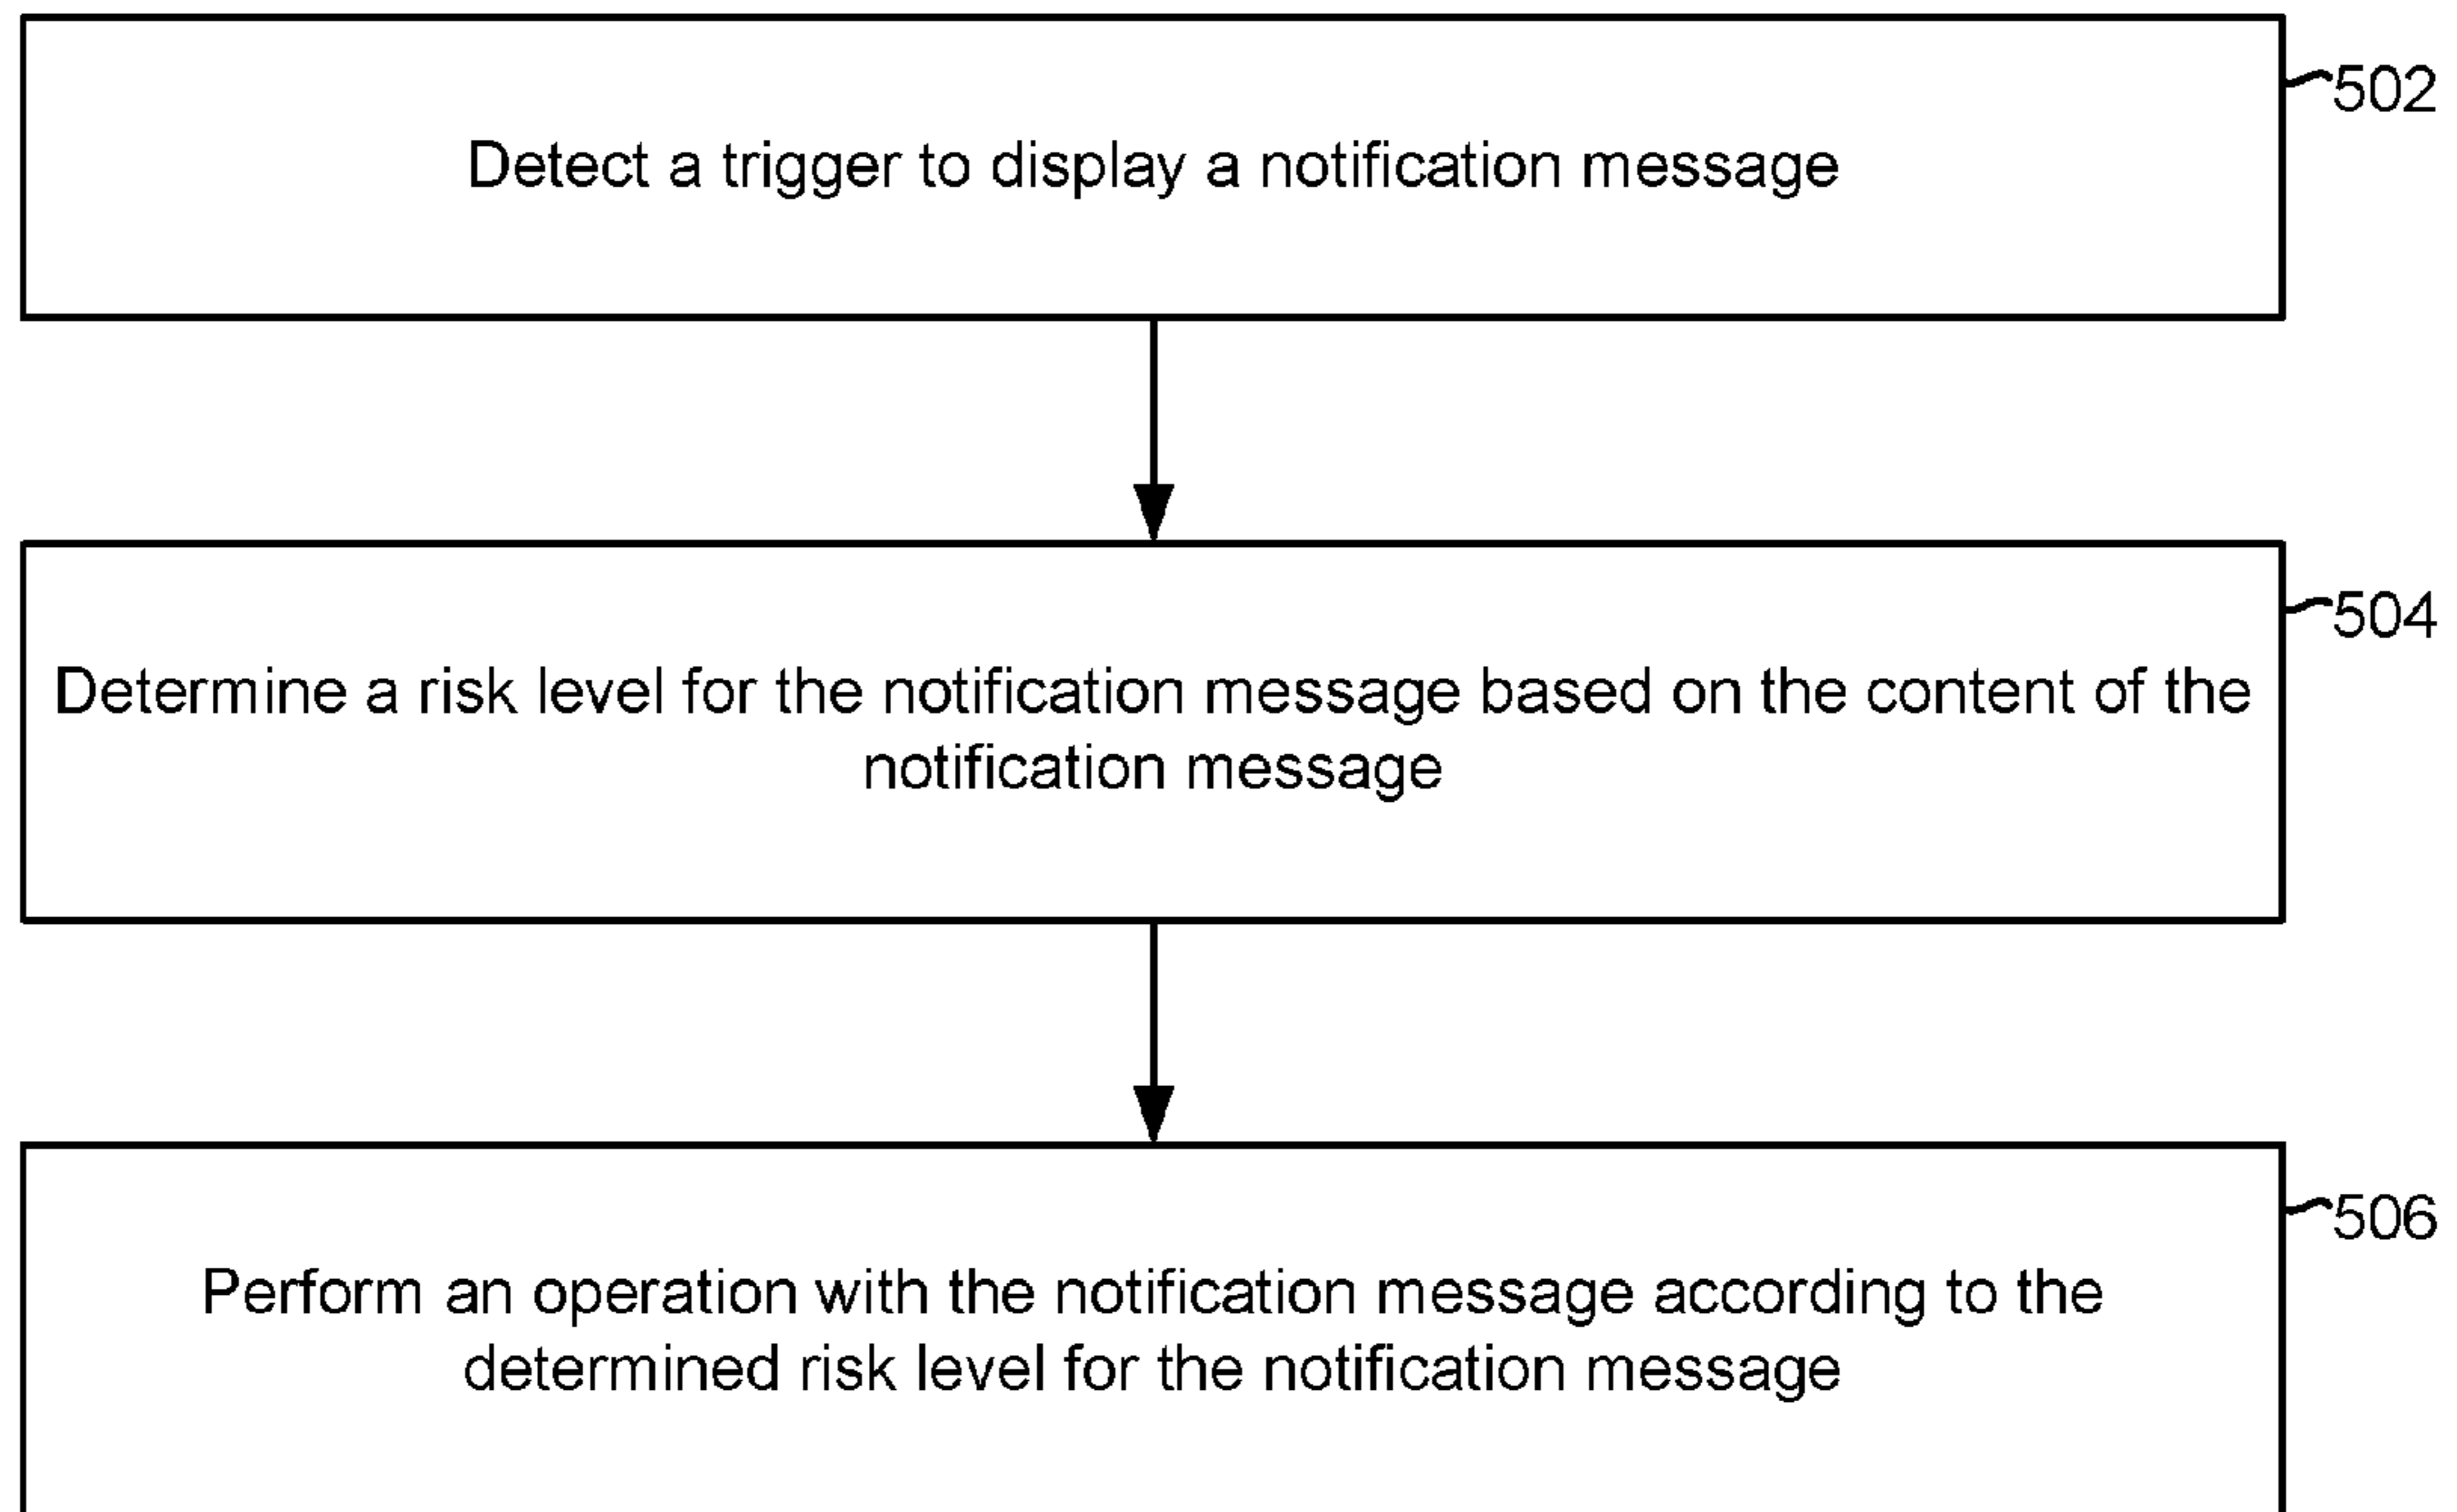 502
Detect a trigger to display a notification message
504
Determine a risk level for the notification message based on the content of the
notification message
506
Perform an operation with the notification message according to the
determined risk level for the notification message